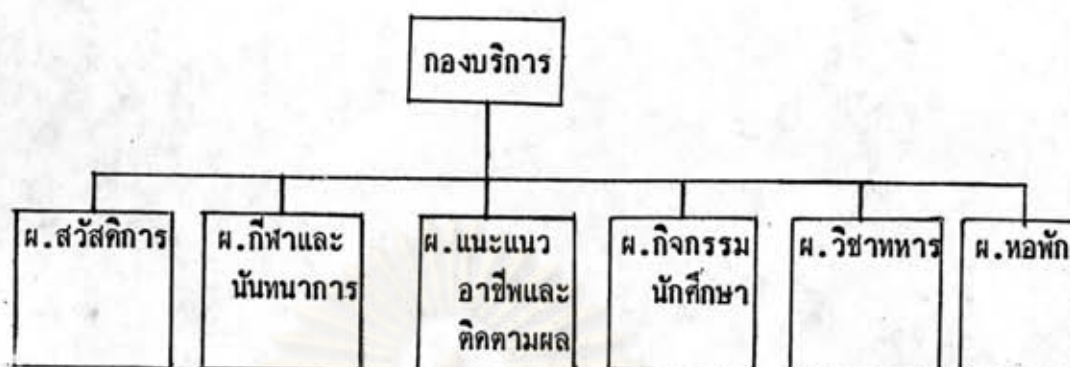 กองบริการ
ผ.สวัสดิการ
ผ.กีฬาและ
นันทนาการ
ผ.แนะแนว
อาชีพและ
ติดตามผล
ผ.กิจกรรม
นักศึกษา
ผ.วิชาทหาร
ผ.หอพัก